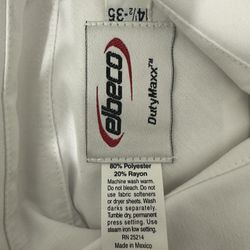 14½-35
elbeco
DutyMaxx™
80% Polyester
20% Rayon
Machine wash warm.
Do not bleach. Do not
use fabric softeners
or dryer sheets. Wash
darks separately.
Tumble dry, permanent
press setting. Use
steam iron low setting.
RN 25214
Made in Mexico